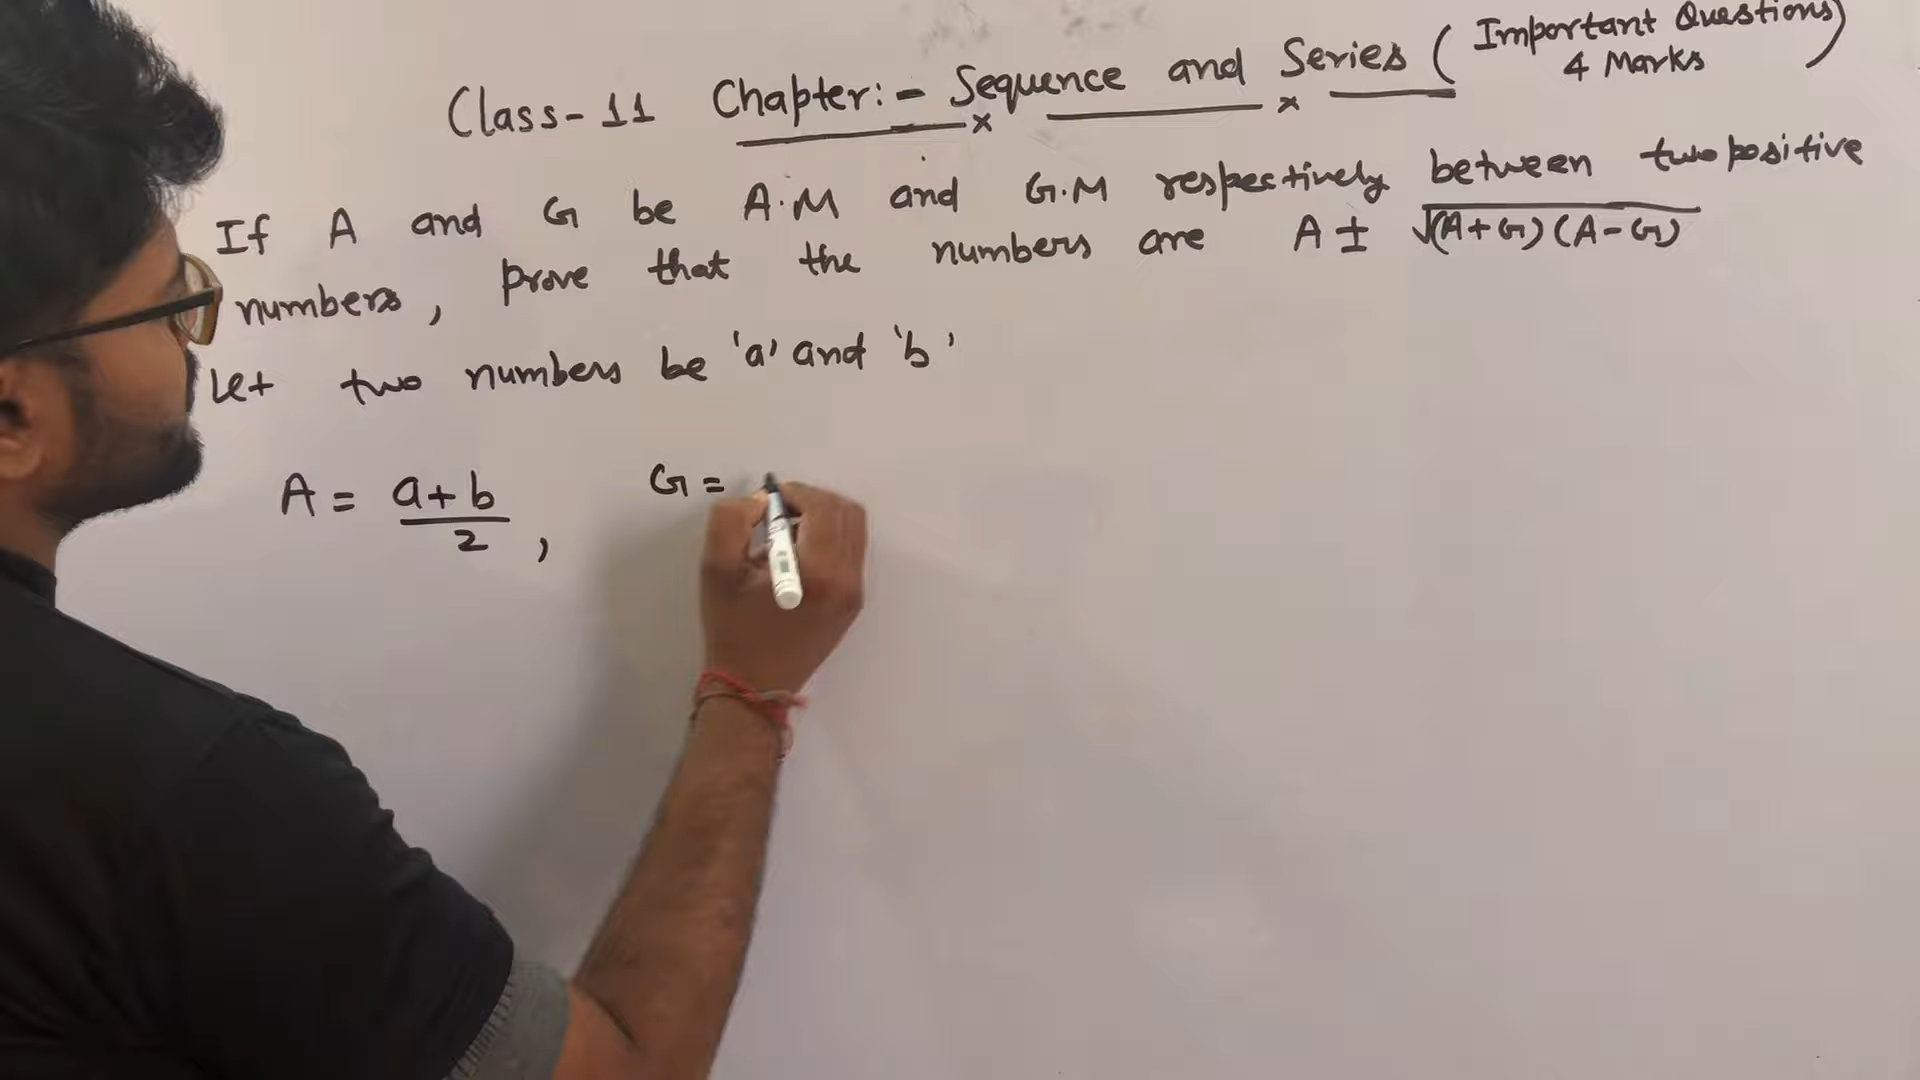 Class-11 Chapter:- Sequence and Series (Important Questions) 4 Marks
If A and G be A.M and G.M respectively between two positive
numbers, prove that the numbers are A ± √(A+G)(A-G)
Let two numbers be 'a' and 'b'
A = a+b/2, G =